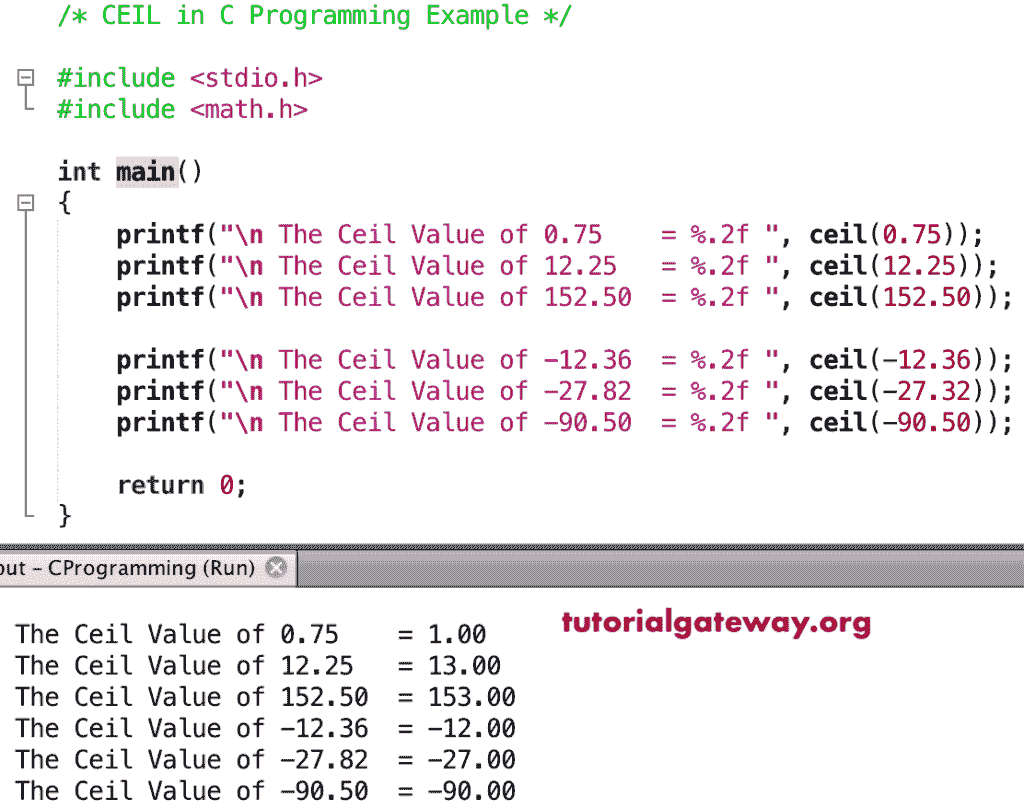 /* CEIL in C Programming Example */
#include <stdio.h>
#include <math.h>
int main()
{
printf("\n The Ceil Value of 0.75    = %.2f ", ceil(0.75));
printf("\n The Ceil Value of 12.25   = %.2f ", ceil(12.25));
printf("\n The Ceil Value of 152.50  = %.2f ", ceil(152.50));
printf("\n The Ceil Value of -12.36  = %.2f ", ceil(-12.36));
printf("\n The Ceil Value of -27.82  = %.2f ", ceil(-27.32));
printf("\n The Ceil Value of -90.50  = %.2f ", ceil(-90.50));
return 0;
}
put - CProgramming (Run)
tutorialgateway.org
The Ceil Value of 0.75    = 1.00
The Ceil Value of 12.25   = 13.00
The Ceil Value of 152.50  = 153.00
The Ceil Value of -12.36  = -12.00
The Ceil Value of -27.82  = -27.00
The Ceil Value of -90.50  = -90.00